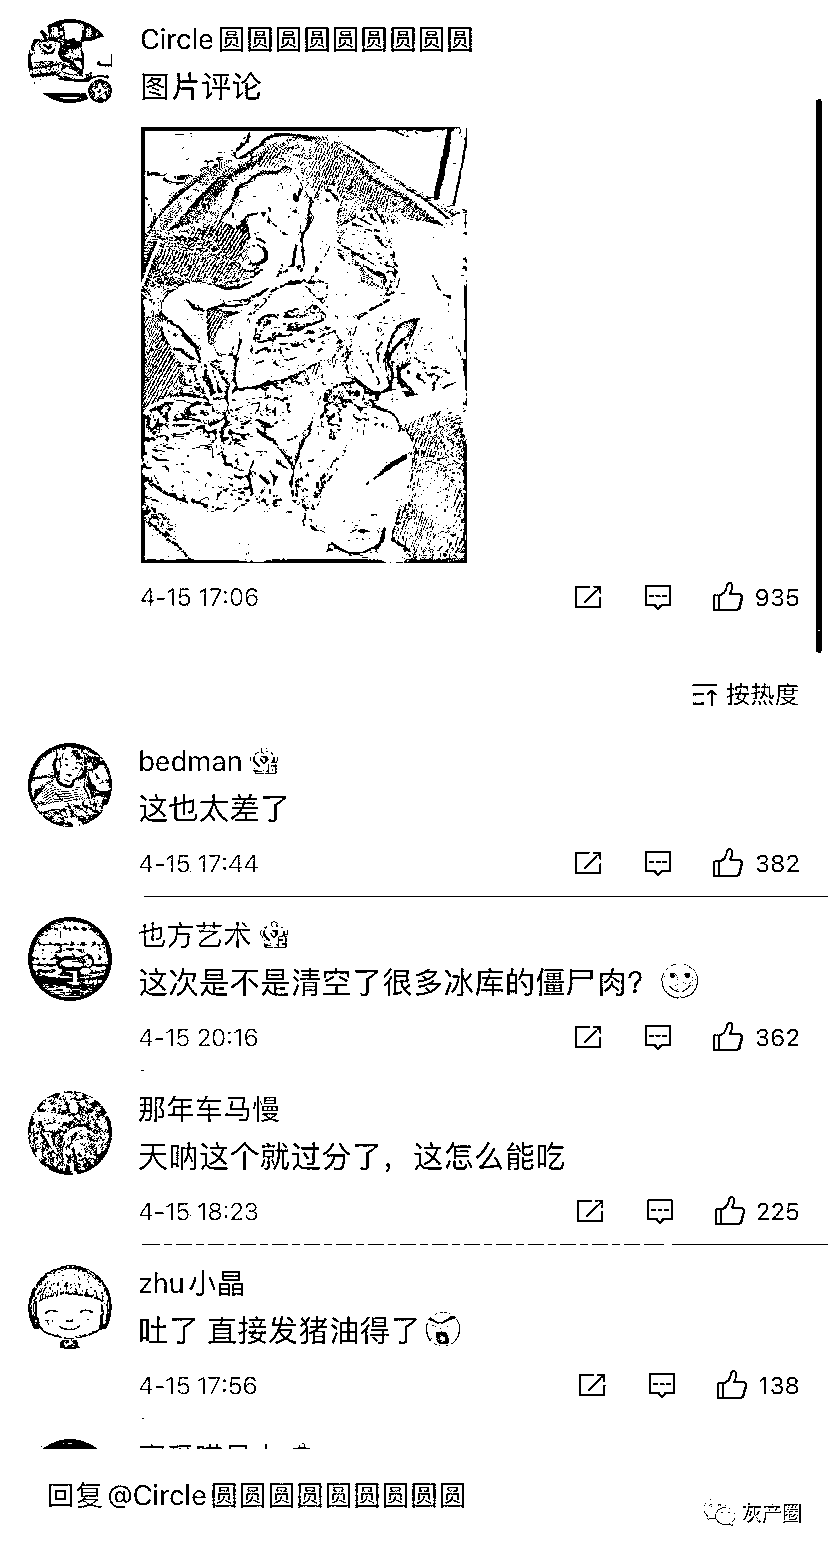 Circle圆圆圆圆圆圆圆圆圆
图片评论
4-15 17:06
935
按热度
bedman
这也太差了
4-15 17:44
382
也方艺术
这次是不是清空了很多冰库的僵尸肉?
4-15 20:16
362
那年车马慢
天呐这个就过分了，这怎么能吃
4-15 18:23
225
zhu小晶
吐了 直接发猪油得了
4-15 17:56
138
回复@Circle圆圆圆圆圆圆圆圆圆
灰产圈